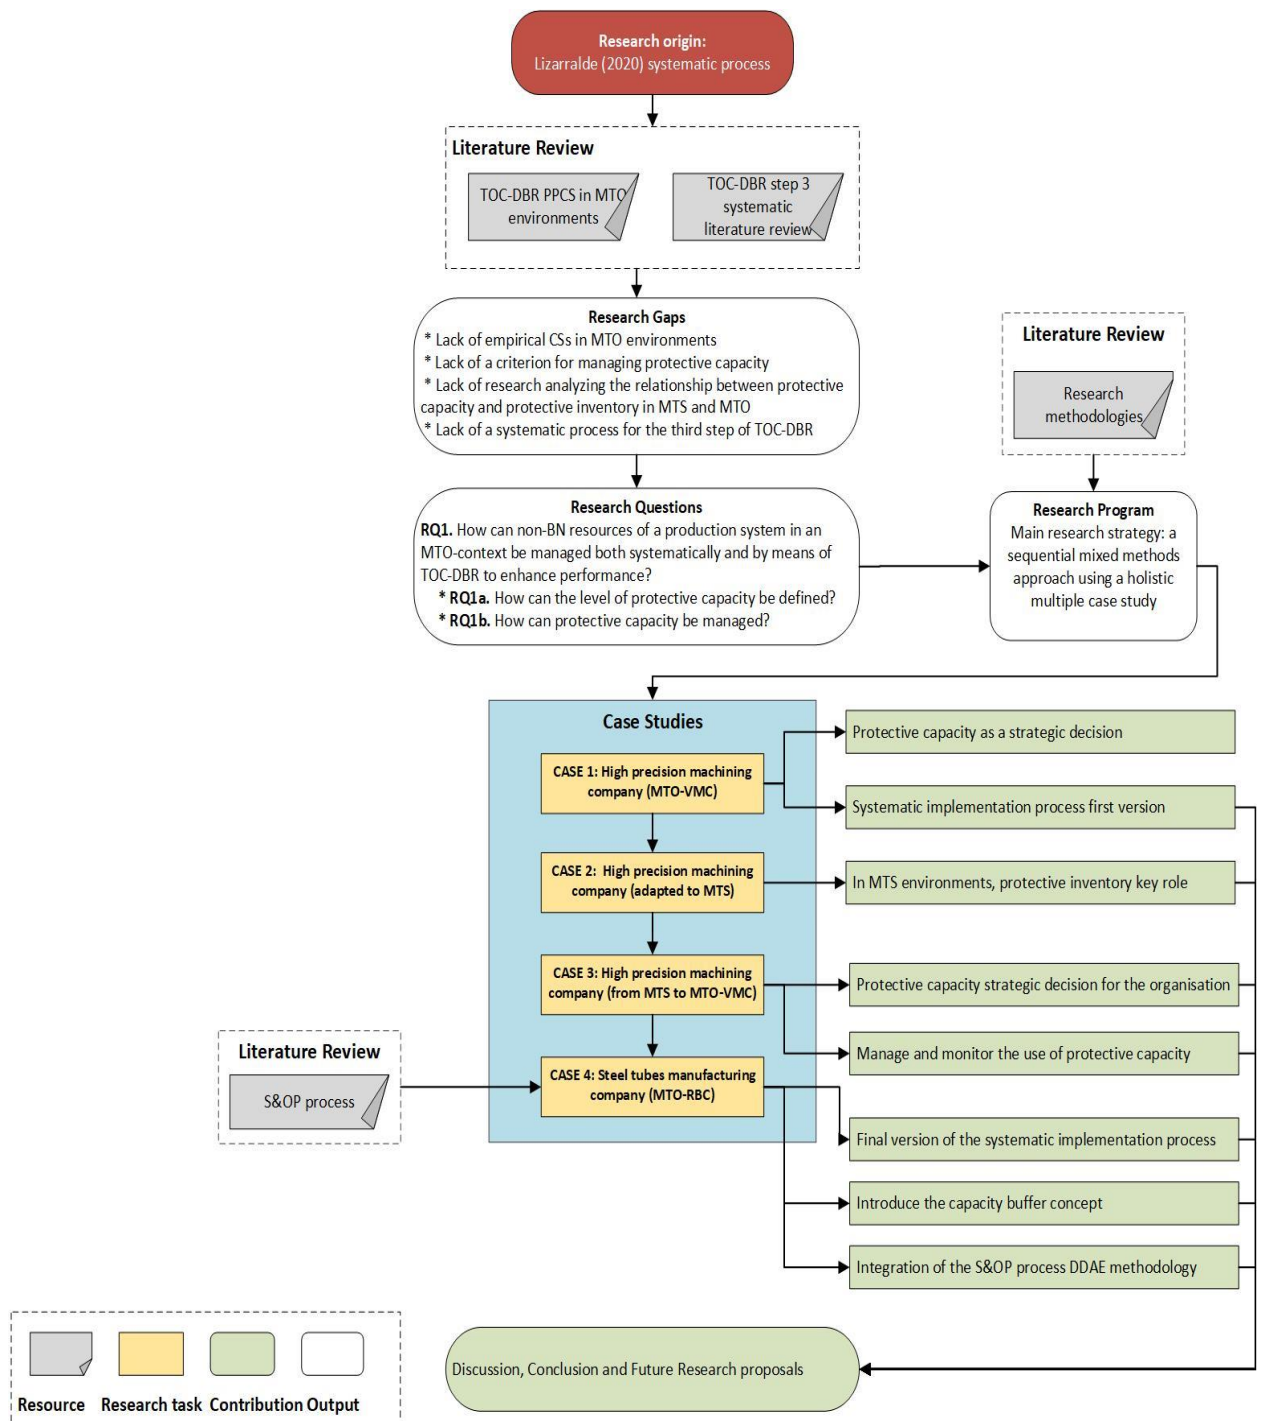 Research origin:
Lizarralde (2020) systematic process
Literature Review
TOC-DBR PPCS in MTO
environments
TOC-DBR step 3
systematic
literature review
Research Gaps
* Lack of empirical CSs in MTO environments
* Lack of a criterion for managing protective capacity
* Lack of research analyzing the relationship between protective
capacity and protective inventory in MTS and MTO
* Lack of a systematic process for the third step of TOC-DBR
Literature Review
Research
methodologies
Research Questions
RQ1. How can non-BN resources of a production system in an
MTO-context be managed both systematically and by means of
TOC-DBR to enhance performance?
* RQ1a. How can the level of protective capacity be defined?
* RQ1b. How can protective capacity be managed?
Research Program
Main research strategy: a
sequential mixed methods
approach using a holistic
multiple case study
Case Studies
CASE 1: High precision machining
company (MTO-VMC)
Protective capacity as a strategic decision
Systematic implementation process first version
CASE 2: High precision machining
company (adapted to MTS)
In MTS environments, protective inventory key role
CASE 3: High precision machining
company (from MTS to MTO-VMC)
Protective capacity strategic decision for the organisation
Manage and monitor the use of protective capacity
Literature Review
S&OP process
CASE 4: Steel tubes manufacturing
company (MTO-RBC)
Final version of the systematic implementation process
Introduce the capacity buffer concept
Integration of the S&OP process DDAE methodology
Discussion, Conclusion and Future Research proposals
Resource
Research task
Contribution
Output